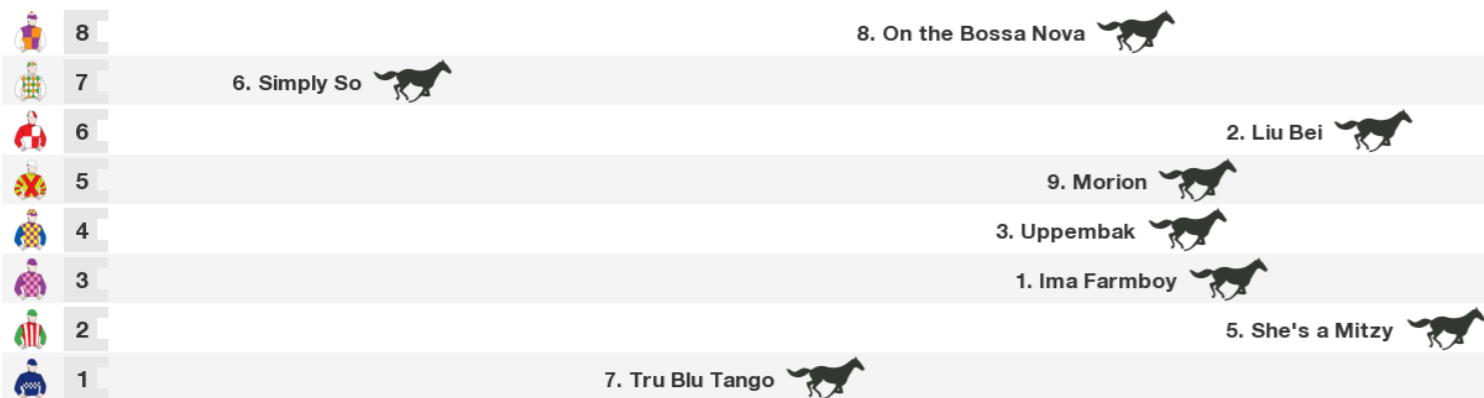 8 8. On the Bossa Nova
7 6. Simply So
6 2. Liu Bei
5 9. Morion
4 3. Uppembak
3 1. Ima Farmboy
2 5. She's a Mitzy
1 7. Tru Blu Tango